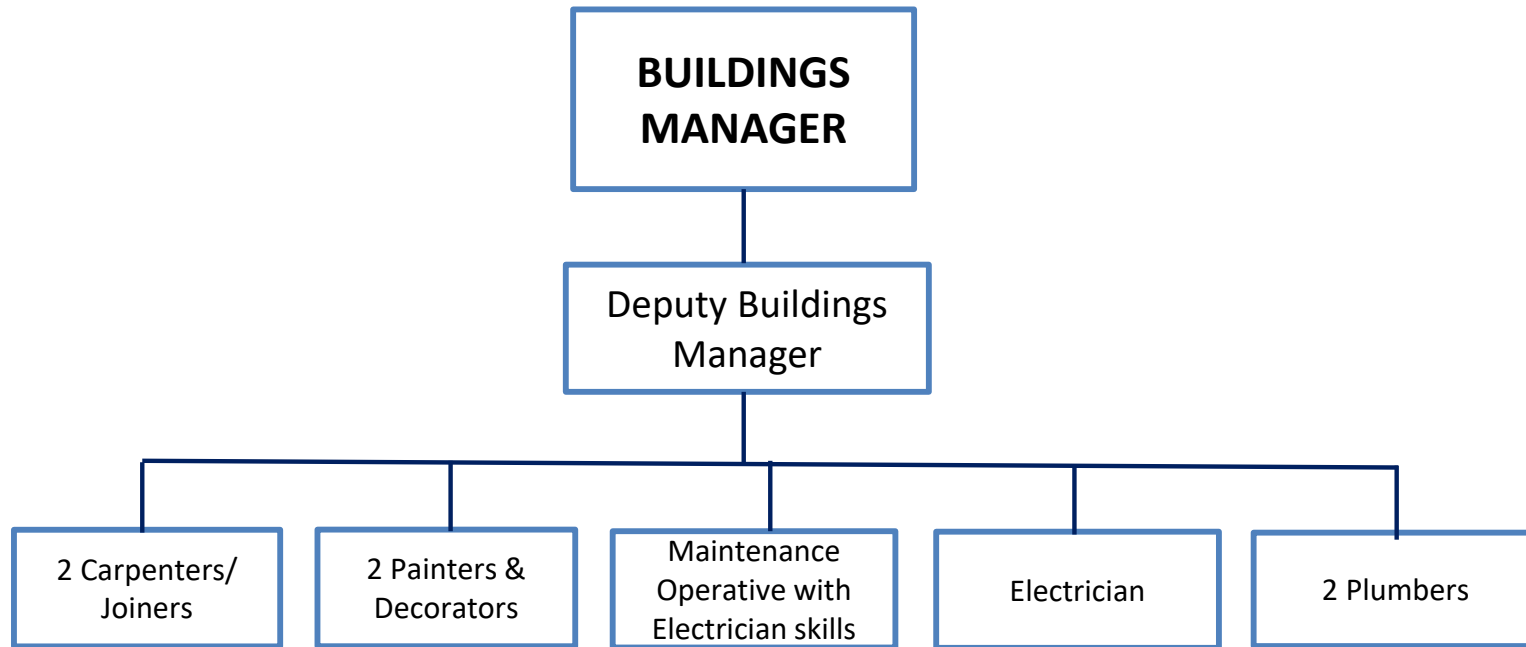 BUILDINGS
MANAGER
Deputy Buildings
Manager
2 Carpenters/
Joiners
2 Painters &
Decorators
Maintenance
Operative with
Electrician skills
Electrician
2 Plumbers